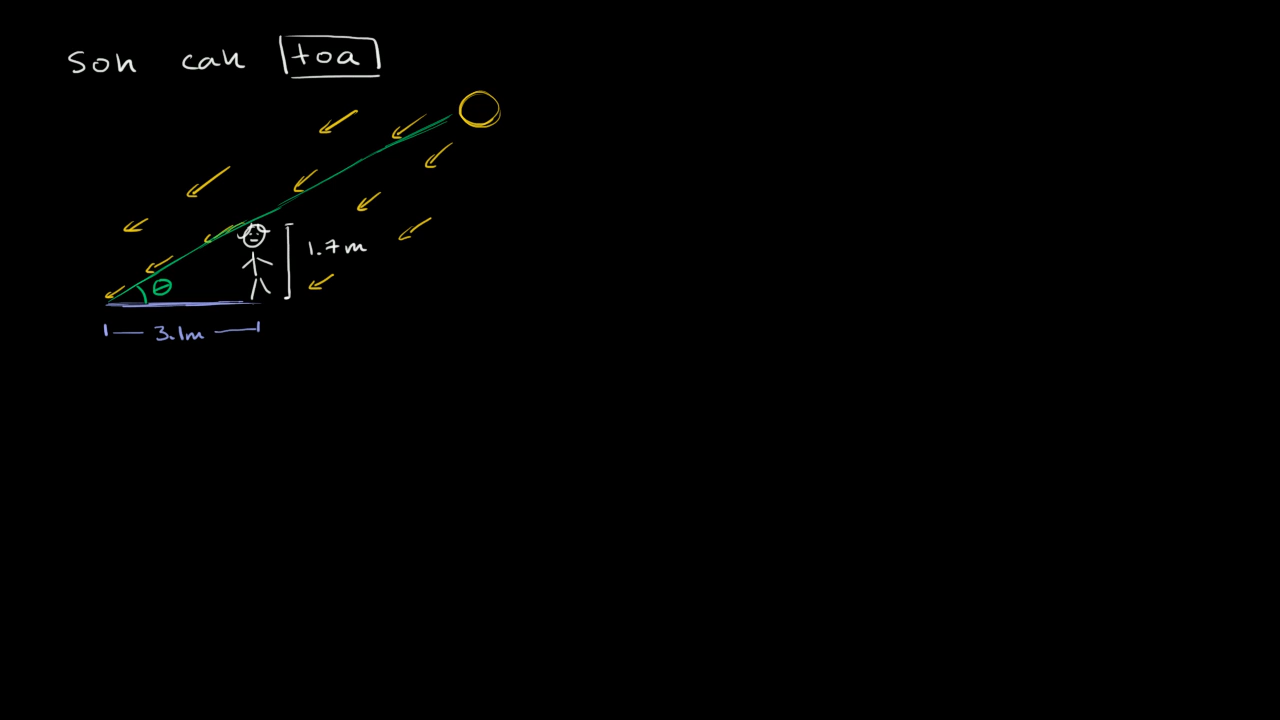 soh cah toa
1.7m
θ
3.1m